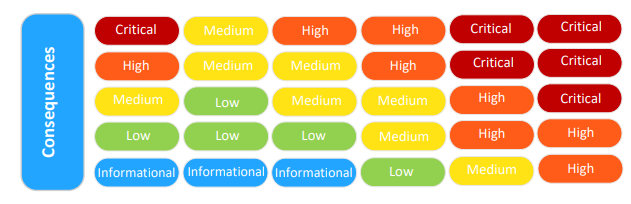 Consequences
Critical Medium High High Critical Critical
High Medium Medium High Critical Critical
Medium Low Medium Medium High Critical
Low Low Low Medium High High
Informational Informational Informational Low Medium High